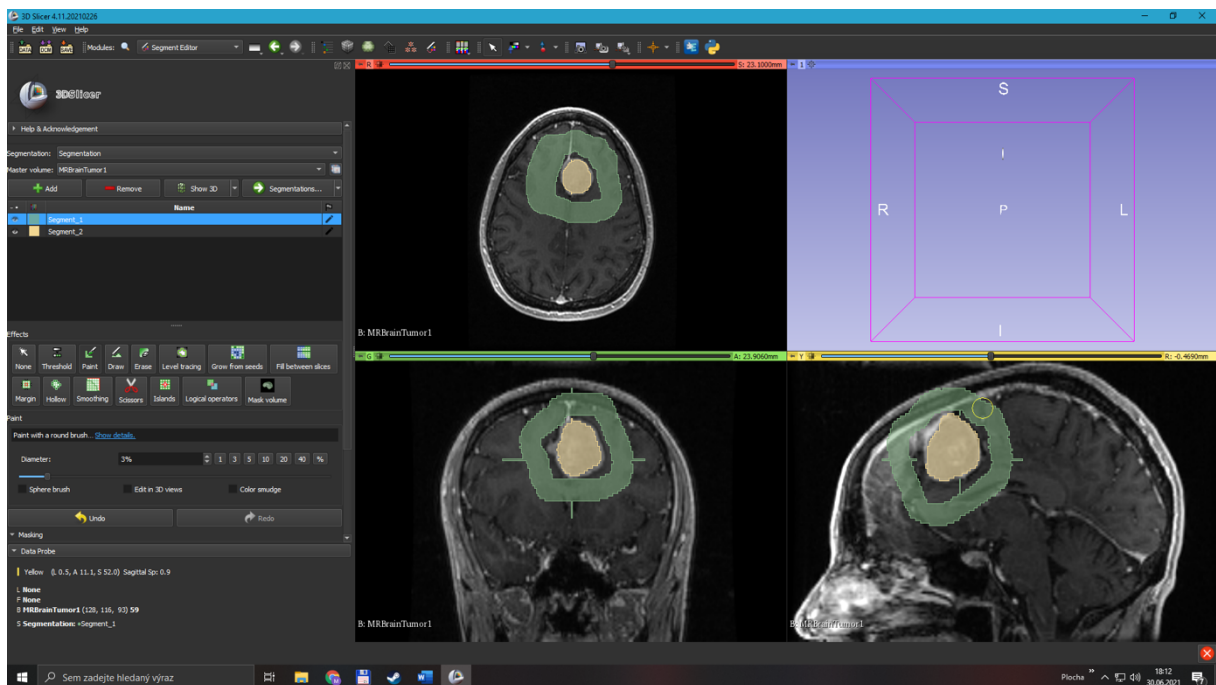 3D Slicer 4.11.20210226
File Edit View Help
DATA DCM SAVE Modules: Segment Editor
3DSlicer
Help & Acknowledgement
Segmentation: Segmentation
Master volume: MRBrainTumor1
Add Remove Show 3D Segmentations...
Name
Segment_1
Segment_2
Effects
None Threshold Paint Draw Erase Level tracing Grow from seeds Fill between slices
Margin Hollow Smoothing Scissors Islands Logical operators Mask volume
Paint
Paint with a round brush... Show details.
Diameter: 3% 1 3 5 10 20 40 %
Sphere brush Edit in 3D views Color smudge
Undo Redo
Masking
Data Probe
Yellow (L 0.5, A 11.1, S 52.0) Sagittal Sp: 0.9
L None
F None
B MRBrainTumor1 (128, 116, 93) 59
S Segmentation: +Segment_1
R S: 23.1000mm
B: MRBrainTumor1
1
S
I
R P L
I
G A: 23.9060mm
B: MRBrainTumor1
Y R: -0.4690mm
B: MRBrainTumor1
Sem zadejte hledaný výraz
Plocha
18:12
30.06.2021